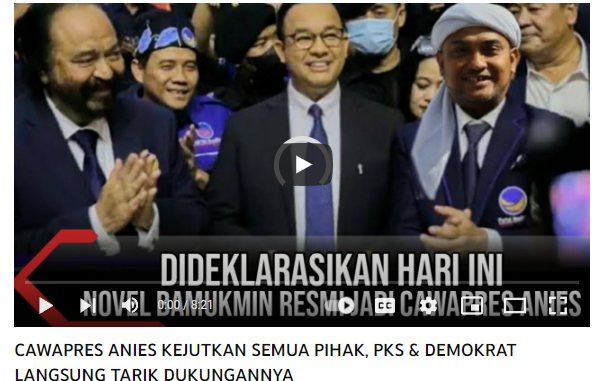 DIDEKLARASIKAN HARI INI
NOVEL BAMUKMIN RESMI JADI CAWAPRES ANIES
0:00 / 8:21
CAWAPRES ANIES KEJUTKAN SEMUA PIHAK, PKS & DEMOKRAT
LANGSUNG TARIK DUKUNGANNYA